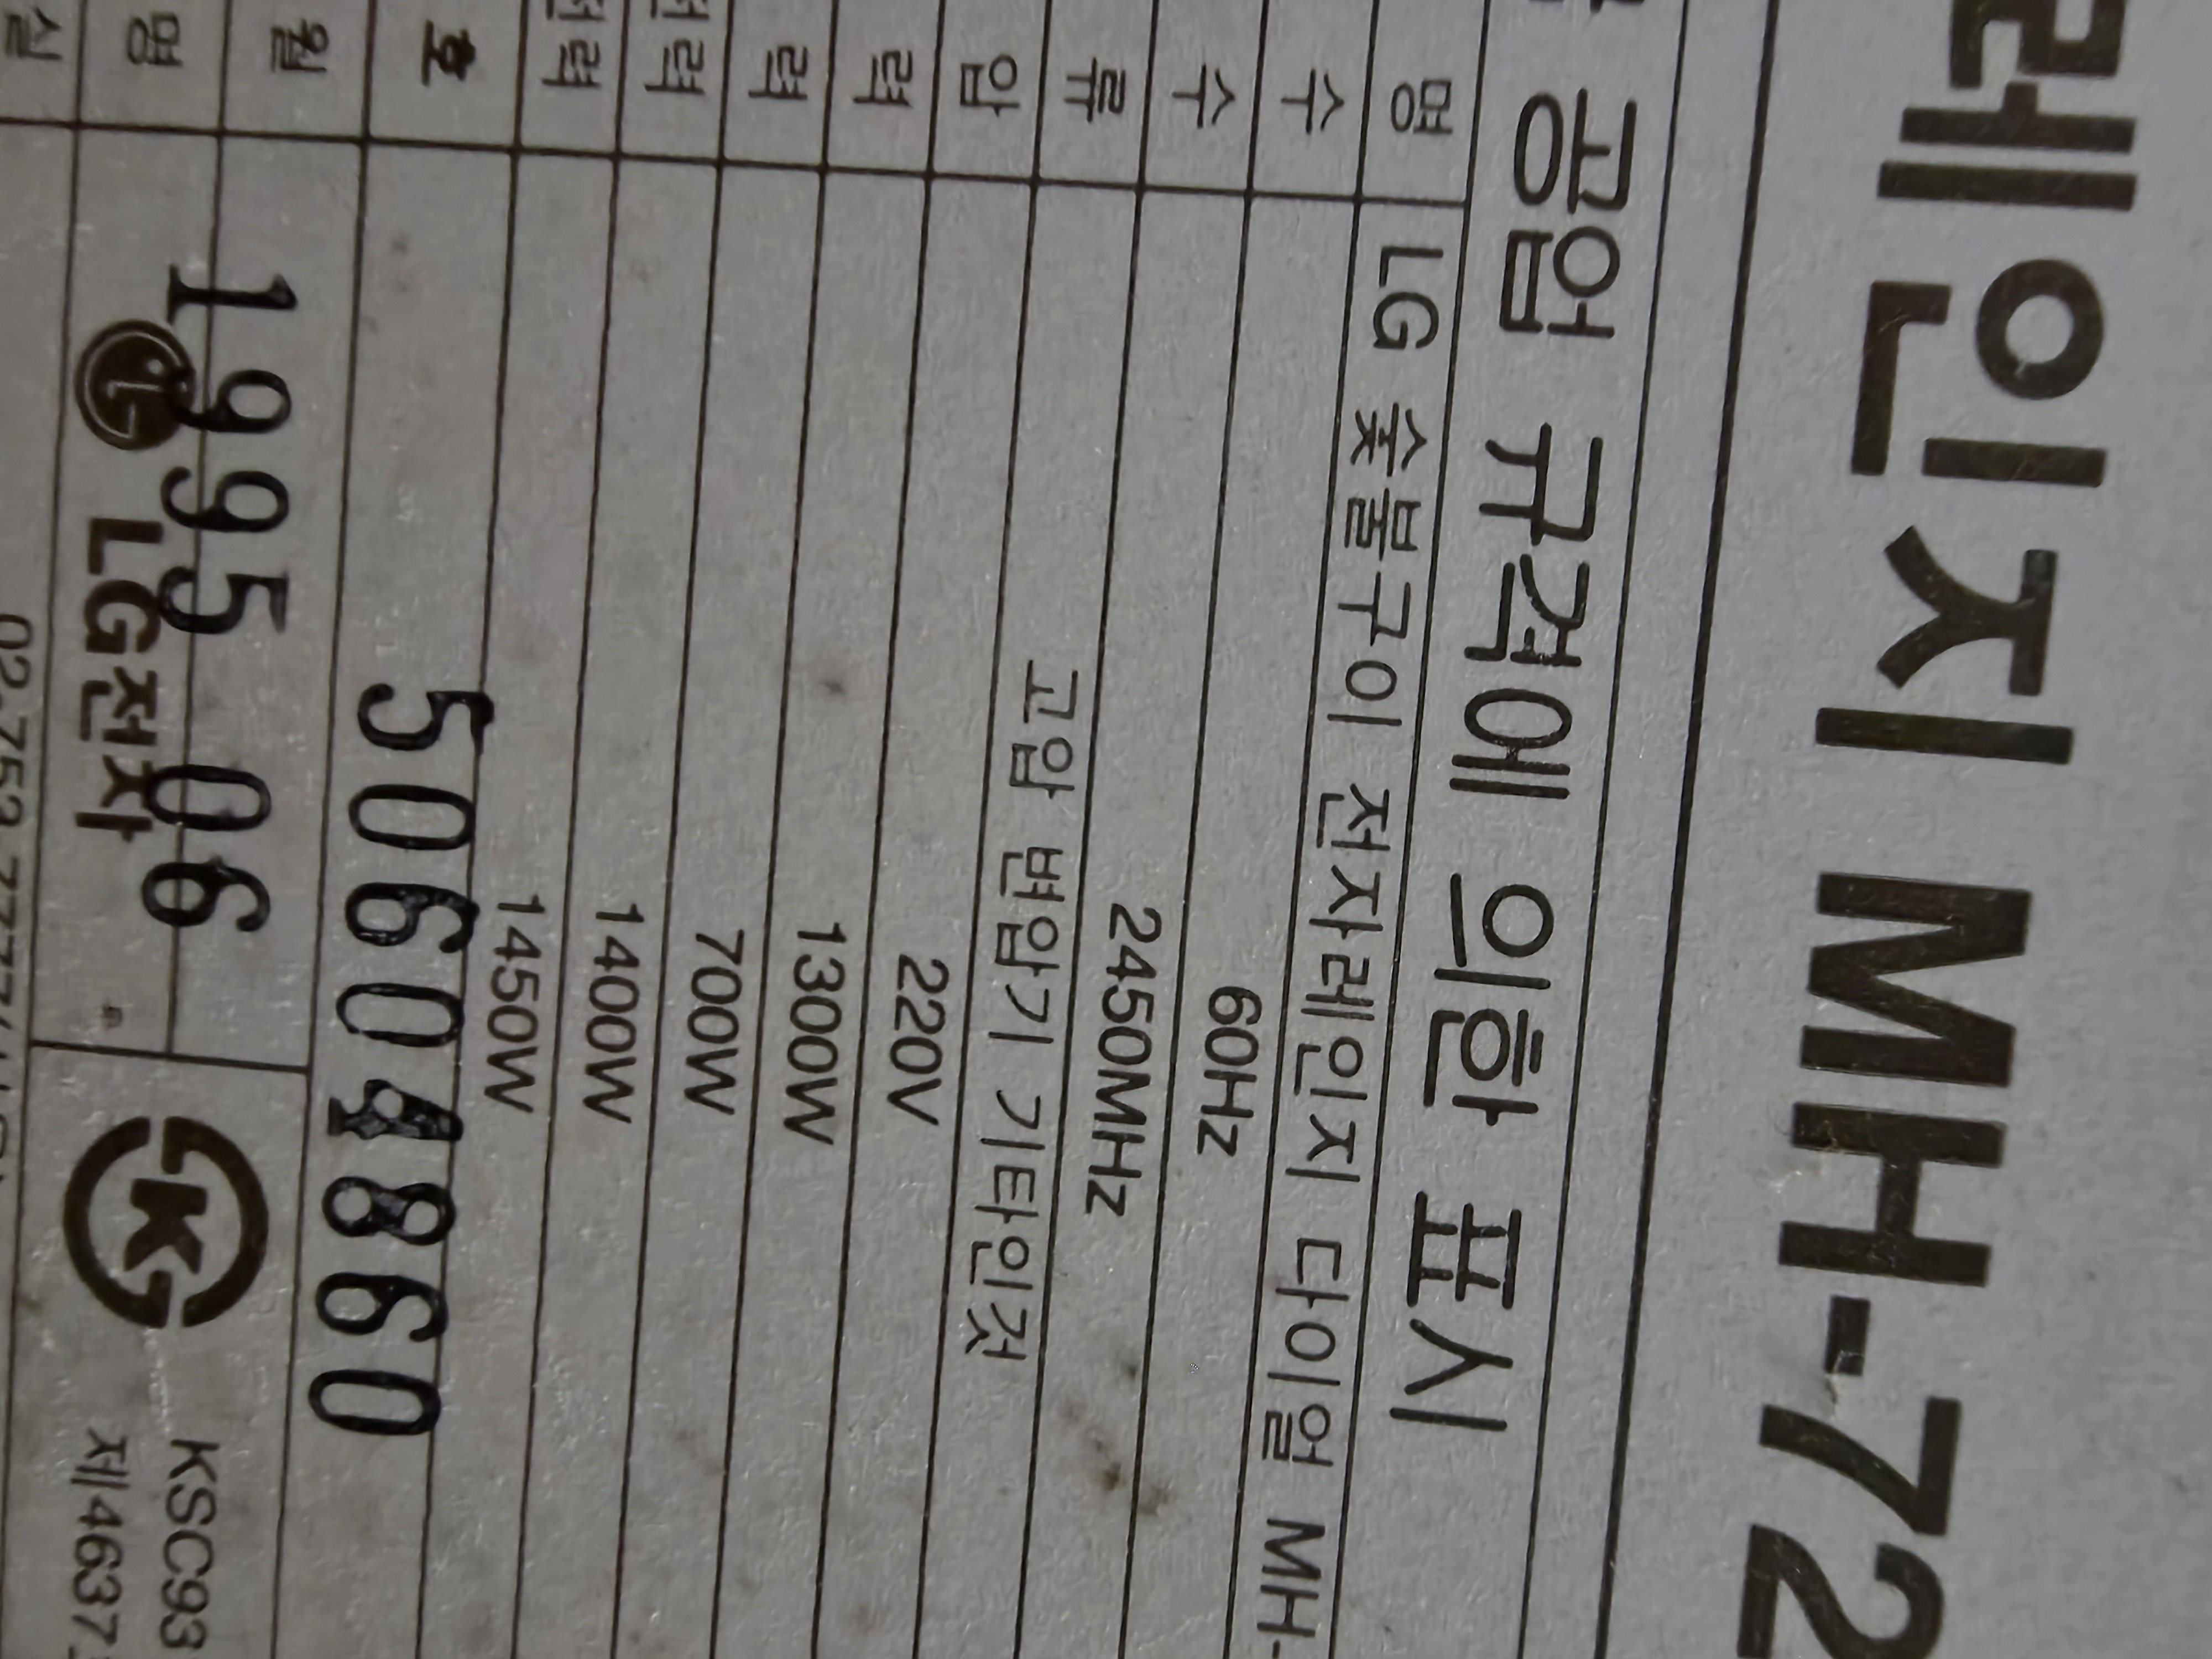 레인지 MH-72
공업 규격에 의한 표시
명 LG 숯불구이 전자레인지 다이얼 MH-
수 60Hz
수 2450MHz
류 고압 변압기 기타인것
압 220V
력 1300W
력 700W
전력 1400W
전력 1450W
호 50604860
월 1995 06
명 LG전자
KSC93
제4637
실